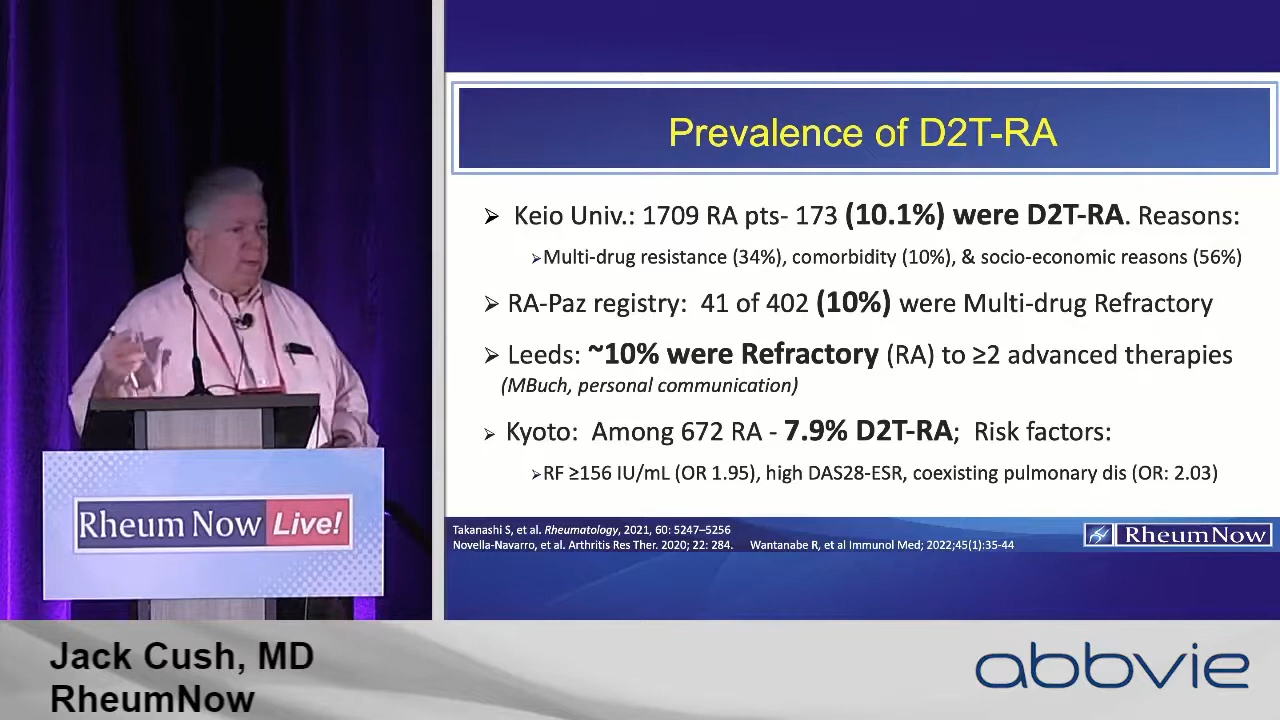 Prevalence of D2T-RA
Keio Univ.: 1709 RA pts- 173 (10.1%) were D2T-RA. Reasons:
Multi-drug resistance (34%), comorbidity (10%), & socio-economic reasons (56%)
RA-Paz registry: 41 of 402 (10%) were Multi-drug Refractory
Leeds: ~10% were Refractory (RA) to ≥2 advanced therapies
(MBuch, personal communication)
Kyoto: Among 672 RA - 7.9% D2T-RA; Risk factors:
RF ≥156 IU/mL (OR 1.95), high DAS28-ESR, coexisting pulmonary dis (OR: 2.03)
Takanashi S, et al. Rheumatology, 2021, 60: 5247–5256
Novella-Navarro, et al. Arthritis Res Ther. 2020; 22: 284. Wantanabe R, et al Immunol Med; 2022;45(1):35-44
RheumNow
Rheum Now Live!
Jack Cush, MD
RheumNow
abbvie